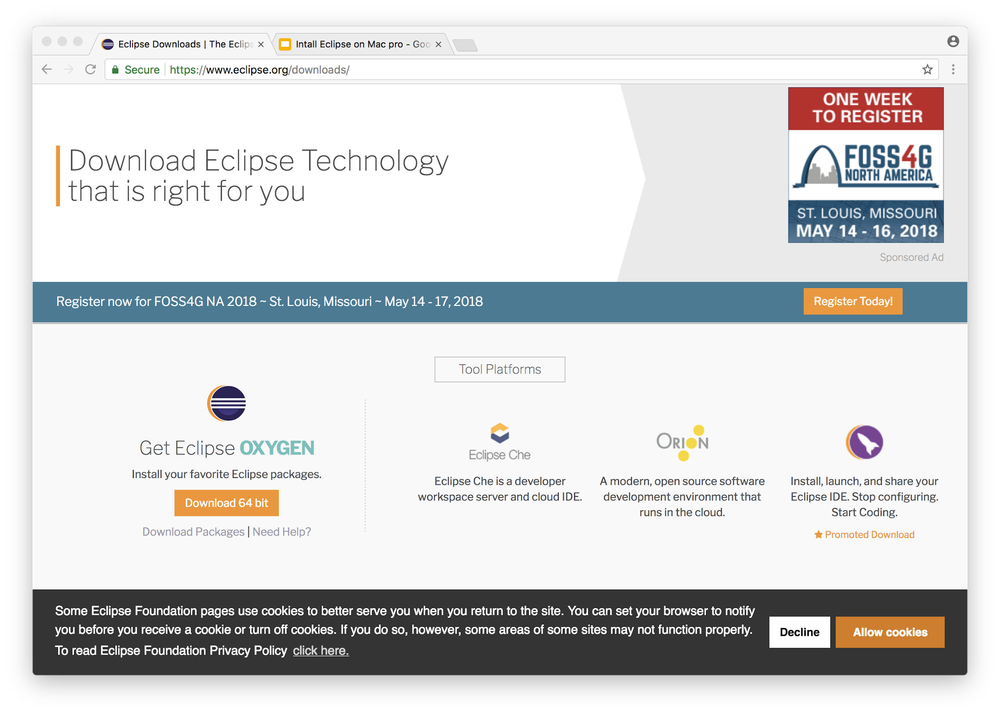 Eclipse Downloads | The Eclips
Intall Eclipse on Mac pro - Goo
Secure
https://www.eclipse.org/downloads/
ONE WEEK
TO REGISTER
FOSS4G
NORTH AMERICA
ST. LOUIS, MISSOURI
MAY 14 - 16, 2018
Sponsored Ad
Download Eclipse Technology
that is right for you
Register now for FOSS4G NA 2018 ~ St. Louis, Missouri ~ May 14 - 17, 2018
Register Today!
Tool Platforms
Get Eclipse OXYGEN
Install your favorite Eclipse packages.
Download 64 bit
Download Packages | Need Help?
Eclipse Che
Eclipse Che is a developer
workspace server and cloud IDE.
ORION
A modern, open source software
development environment that
runs in the cloud.
Install, launch, and share your
Eclipse IDE. Stop configuring.
Start Coding.
Promoted Download
Some Eclipse Foundation pages use cookies to better serve you when you return to the site. You can set your browser to notify
you before you receive a cookie or turn off cookies. If you do so, however, some areas of some sites may not function properly.
To read Eclipse Foundation Privacy Policy click here.
Decline
Allow cookies